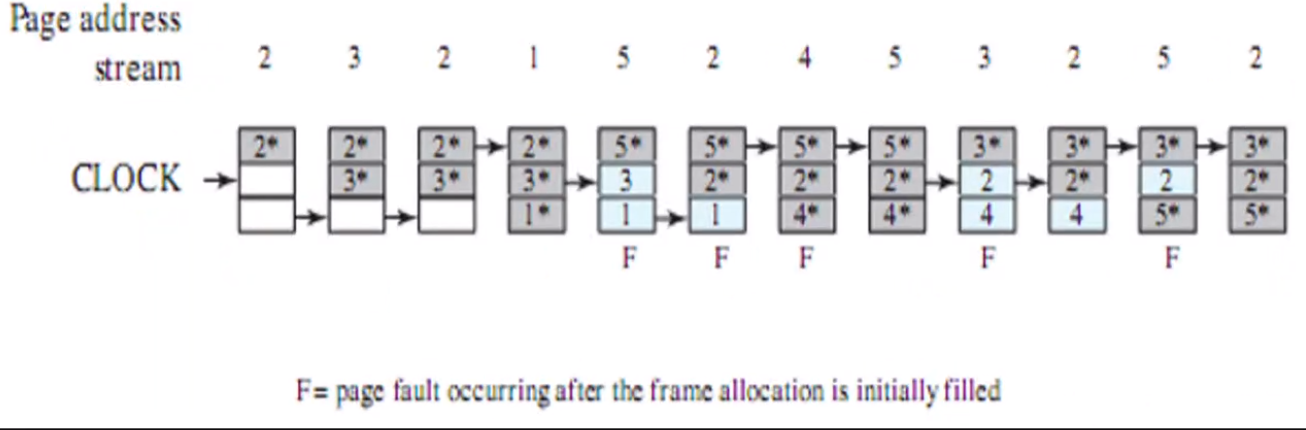 Page address
stream 2 3 2 1 5 2 4 5 3 2 5 2
2* 2* 2* 2* 5* 5* 5* 5* 3* 3* 3* 3*
CLOCK 3* 3* 3* 3 2* 2* 2* 2 2* 2 2*
1* 1 1 4* 4* 4 4 5* 5*
F F F F F
F= page fault occurring after the frame allocation is initially filled